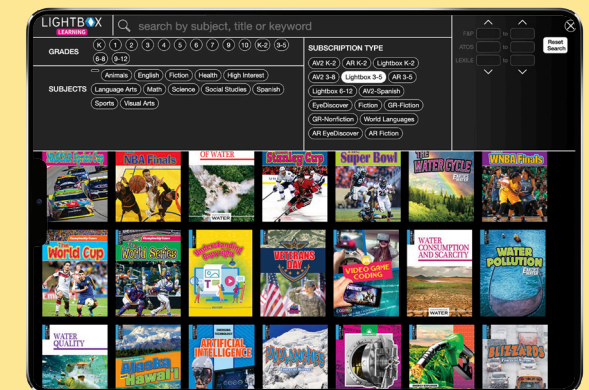 LIGHTBOX
LEARNING
search by subject, title or keyword
GRADES
K 1 2 3 4 5 6 7 9 10 K-2 3-5
6-8 9-12
SUBJECTS
Animals English Fiction Health High Interest
Language Arts Math Science Social Studies Spanish
Sports Visual Arts
SUBSCRIPTION TYPE
AV2 K-2 AR K-2 Lightbox K-2
AV2 3-8 Lightbox 3-5 AR 3-5
Lightbox 6-12 AV2-Spanish
EyeDiscover Fiction GR-Fiction
GR-Nonfiction World Languages
AR EyeDiscover AR Fiction
F&P to
ATOS to
LEXILE to
Reset
Search
NBA Finals
OF WATER
WATER
Stanley Cup
Super Bowl
THE
WATER CYCLE
WNBA Finals
The
World Cup
The
World Series
Understanding
VETERANS
DAY
VIDEO GAME
CODING
WATER
CONSUMPTION
AND SCARCITY
WATER
WATER
POLLUTION
WATER
QUALITY
Alaska
Hawaii
ARTIFICIAL
INTELLIGENCE
AVALANCHES
BLIZZARDS